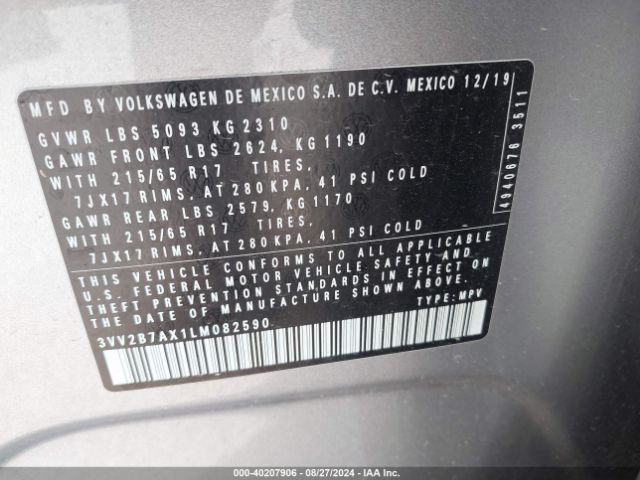 MFD BY VOLKSWAGEN DE MEXICO S.A. DE C.V. MEXICO 12/19
GVWR LBS 5093 KG 2310
GAWR FRONT LBS 2624, KG 1190
WITH 215/65 R17 TIRES,
7JX17 RIMS, AT 280 KPA, 41 PSI COLD
GAWR REAR LBS 2579, KG 1170
WITH 215/65 R17 TIRES,
7JX17 RIMS, AT 280 KPA, 41 PSI COLD
THIS VEHICLE CONFORMS TO ALL APPLICABLE
U.S. FEDERAL MOTOR VEHICLE SAFETY AND
THEFT PREVENTION STANDARDS IN EFFECT ON
THE DATE OF MANUFACTURE SHOWN ABOVE.
3VV2B7AX1LM082590 TYPE: MPV
4940676 3511
000-40207906 / 08/27/2024 / Copyright IAA, LLC